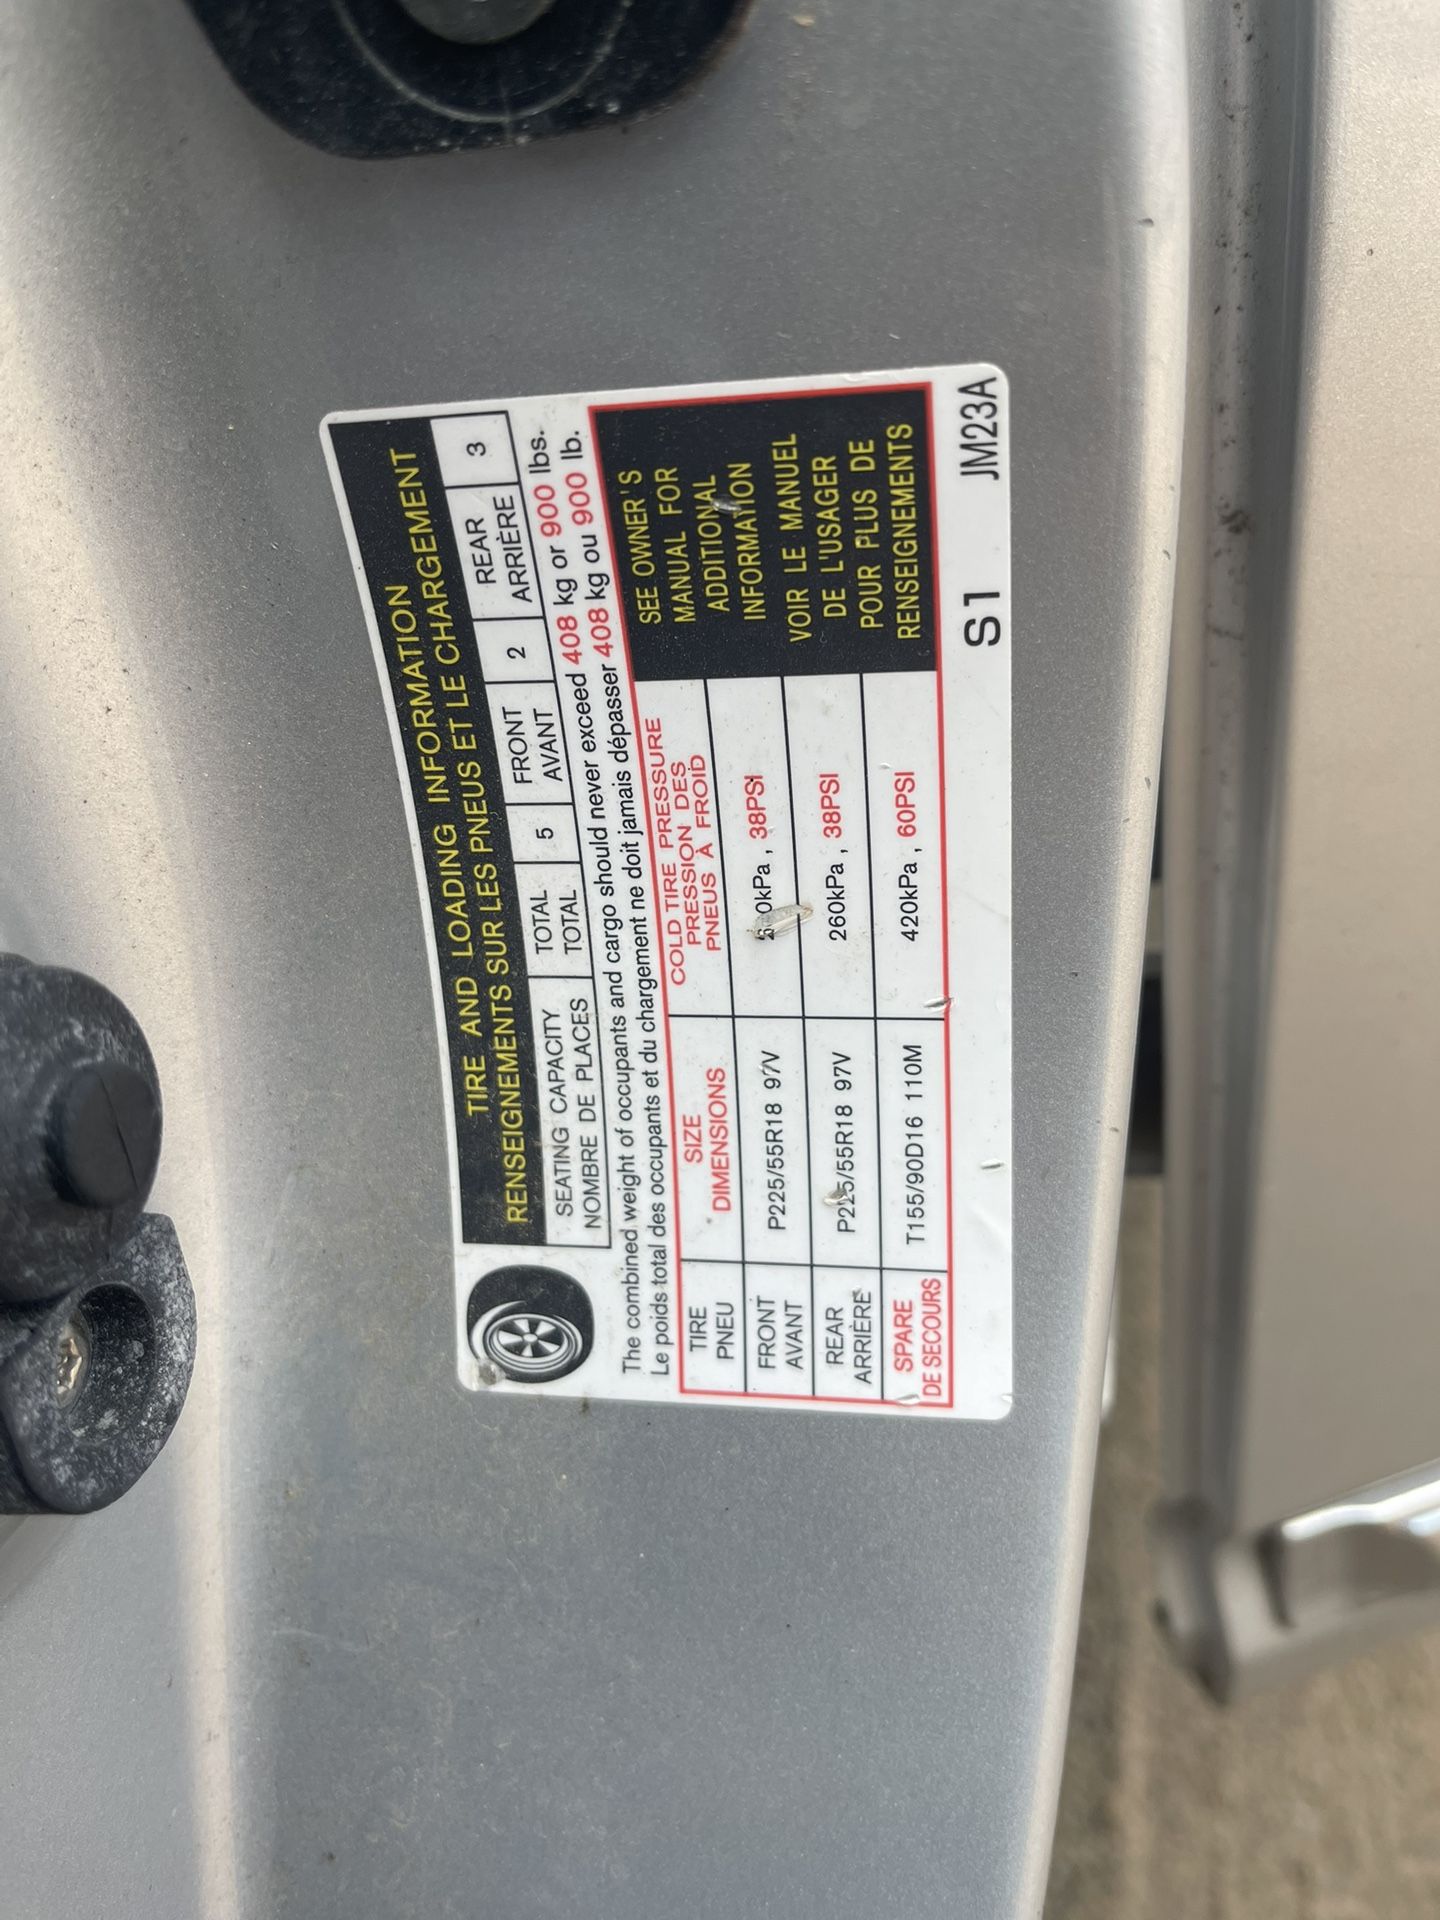 TIRE AND LOADING INFORMATION
RENSEIGNEMENTS SUR LES PNEUS ET LE CHARGEMENT
SEATING CAPACITY
NOMBRE DE PLACES
TOTAL
TOTAL
5
FRONT
AVANT
2
REAR
ARRIÈRE
3
The combined weight of occupants and cargo should never exceed 408 kg or 900 lbs.
Le poids total des occupants et du chargement ne doit jamais dépasser 408 kg ou 900 lb.
TIRE
PNEU
SIZE
DIMENSIONS
COLD TIRE PRESSURE
PRESSION DES
PNEUS À FROID
FRONT
AVANT
P225/55R18 97V
38PSI
REAR
ARRIÈRE
P225/55R18 97V
260kPa , 38PSI
SPARE
DE SECOURS
T155/90D16 110M
420kPa , 60PSI
SEE OWNER'S
MANUAL FOR
ADDITIONAL
INFORMATION
VOIR LE MANUEL
DE L'USAGER
POUR PLUS DE
RENSEIGNEMENTS
S1 JM23A